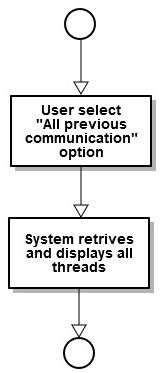 User select
"All previous
communication"
option
System retrives
and displays all
threads